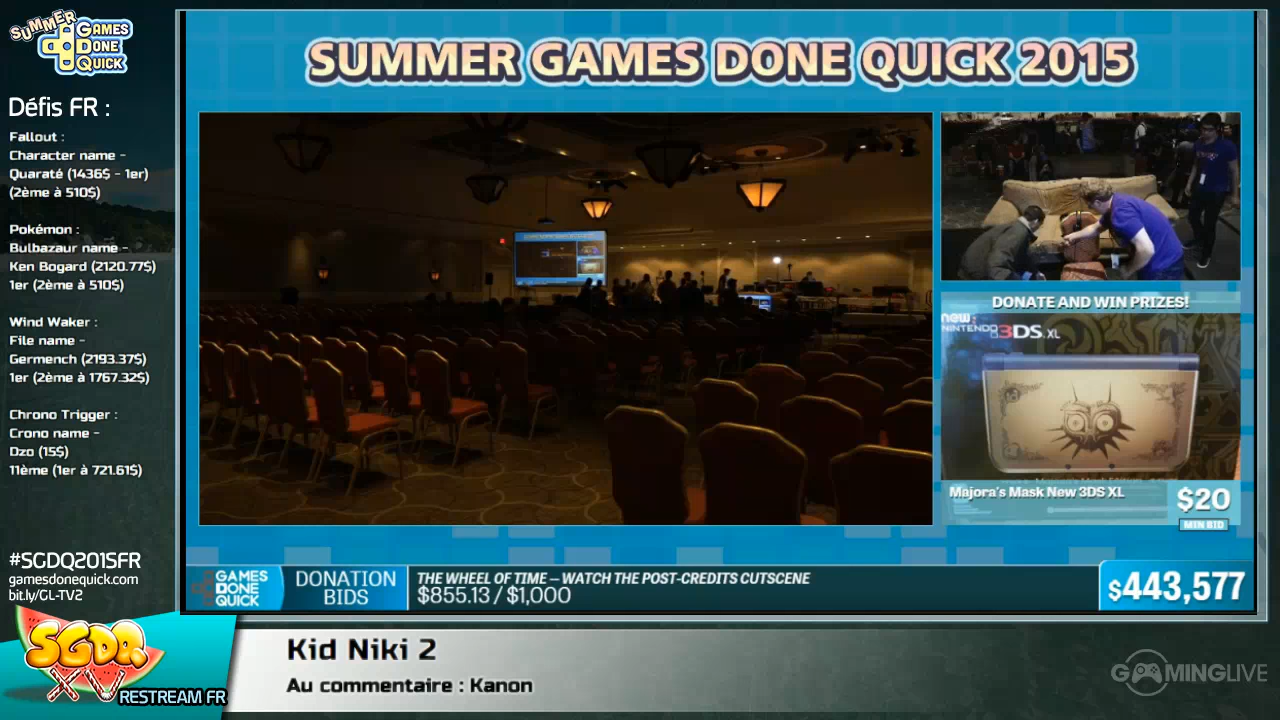 SUMMER
GAMES
DONE
QUICK
Défis FR :
Fallout :
Character name -
Quaraté (1436$ - 1er)
(2ème à 510$)
Pokémon :
Bulbazaur name -
Ken Bogard (2120.77$)
1er (2ème à 510$)
Wind Waker :
File name -
Germench (2193.37$)
1er (2ème à 1767.32$)
Chrono Trigger :
Crono name -
Dzo (15$)
11ème (1er à 721.61$)
#SGDQ2015FR
gamesdonequick.com
bit.ly/GL-TV2
SGDQ
XV
RESTREAM FR
SUMMER GAMES DONE QUICK 2015
DONATE AND WIN PRIZES!
new
NINTENDO 3DS XL
Majora's Mask New 3DS XL
$20
MIN BID
GAMES
DONE
QUICK
DONATION
BIDS
THE WHEEL OF TIME — WATCH THE POST-CREDITS CUTSCENE
$855.13 / $1,000
$443,577
Kid Niki 2
Au commentaire : Kanon
GAMINGLIVE